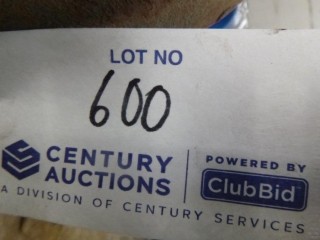 LOT NO
600
CENTURY AUCTIONS
POWERED BY
ClubBid
A DIVISION OF CENTURY SERVICES